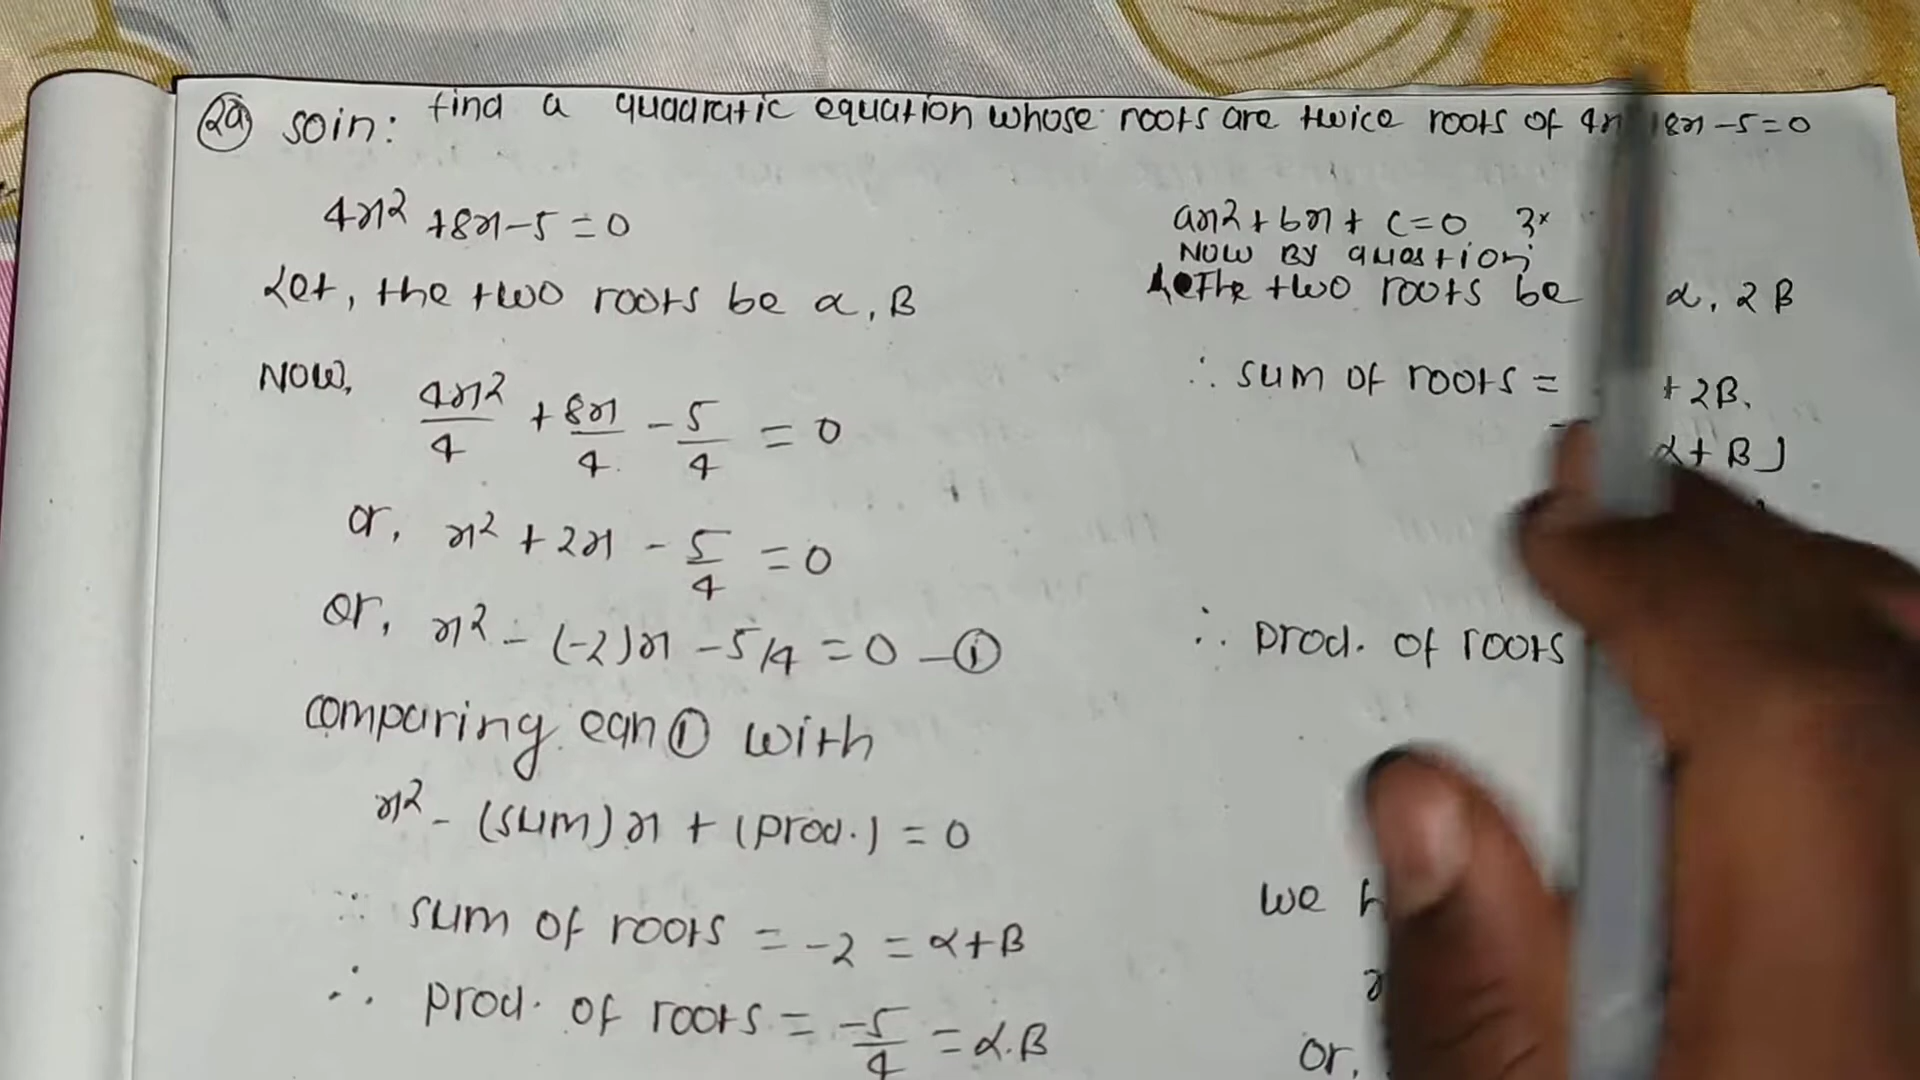 2a) Soln: find a quadratic equation whose roots are twice roots of 4x 8x - 5 = 0
4x² + 8x - 5 = 0
Let, the two roots be α, β
Now,
4x²/4 + 8x/4 - 5/4 = 0
or, x² + 2x - 5/4 = 0
or, x² - (-2)x - 5/4 = 0 - ①
comparing eqn ① with
x² - (sum)x + (prod.) = 0
∵ sum of roots = -2 = α + β
∴ prod. of roots = -5/4 = α.β
ax² + bx + c = 0
Now By question,
The two roots be α, 2β
∴ sum of roots = + 2β.
α + β)
∴ prod. of roots
we
or,